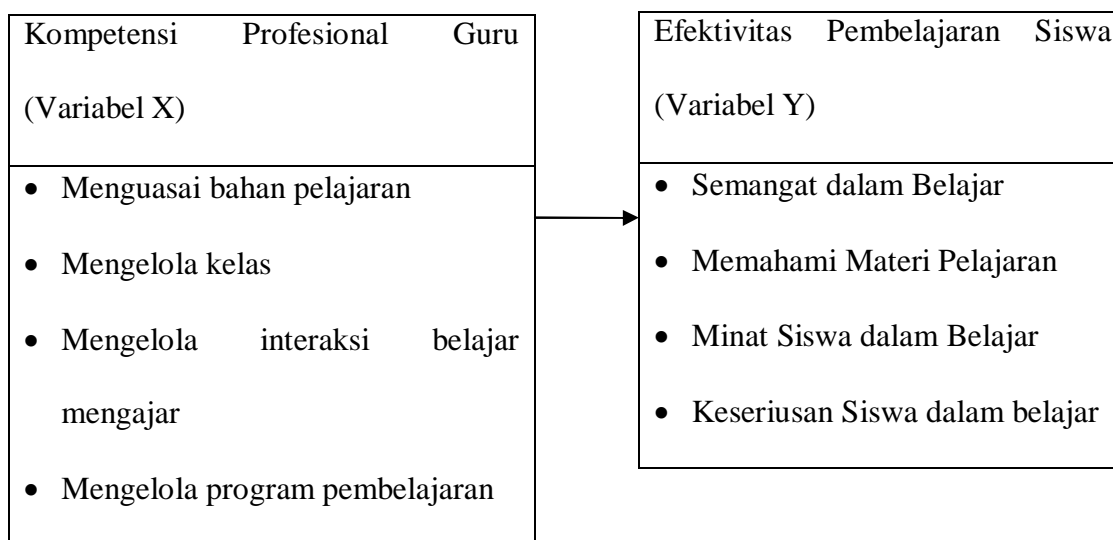 Kompetensi Profesional Guru
(Variabel X)
• Menguasai bahan pelajaran
• Mengelola kelas
• Mengelola interaksi belajar
mengajar
• Mengelola program pembelajaran
Efektivitas Pembelajaran Siswa
(Variabel Y)
• Semangat dalam Belajar
• Memahami Materi Pelajaran
• Minat Siswa dalam Belajar
• Keseriusan Siswa dalam belajar